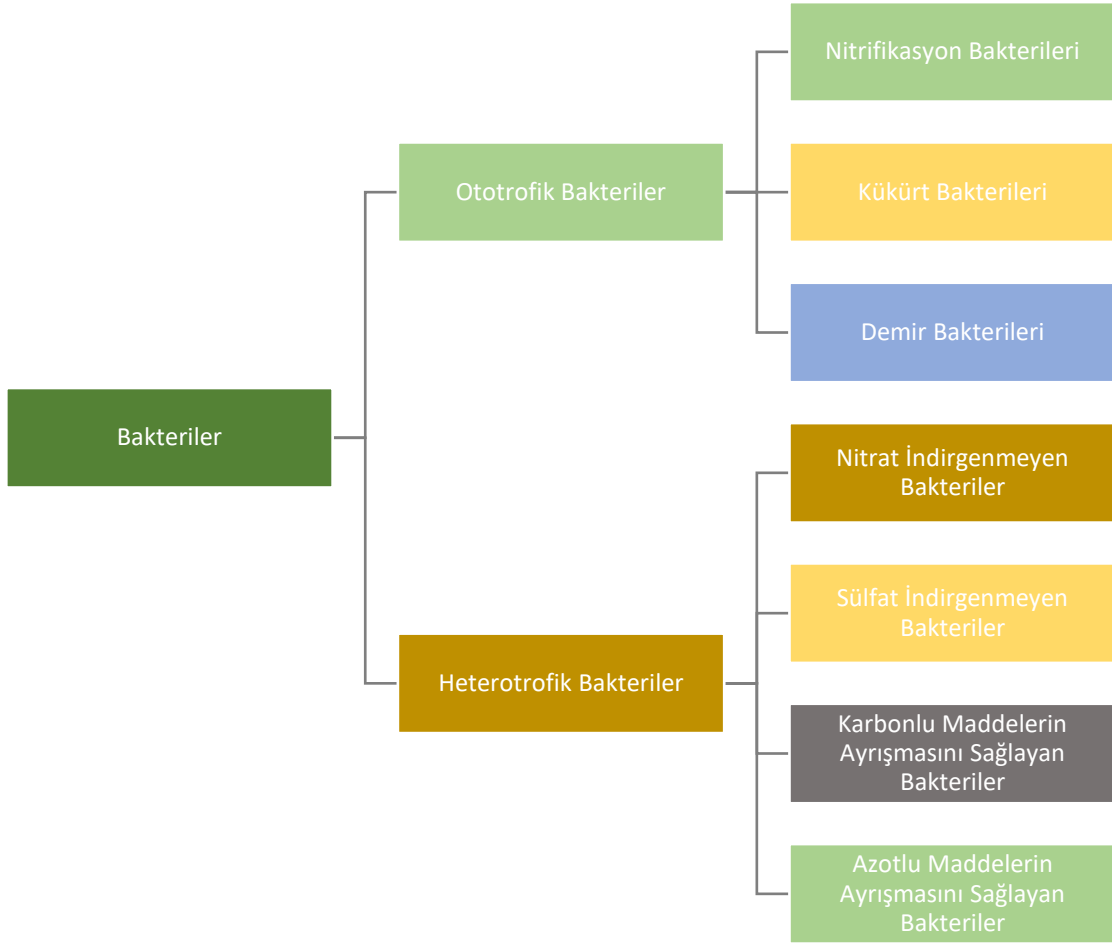 Bakteriler
Ototrofik Bakteriler
Nitrifikasyon Bakterileri
Kükürt Bakterileri
Demir Bakterileri
Heterotrofik Bakteriler
Nitrat İndirgenmeyen
Bakteriler
Sülfat İndirgenmeyen
Bakteriler
Karbonlu Maddelerin
Ayrışmasını Sağlayan
Bakteriler
Azotlu Maddelerin
Ayrışmasını Sağlayan
Bakteriler